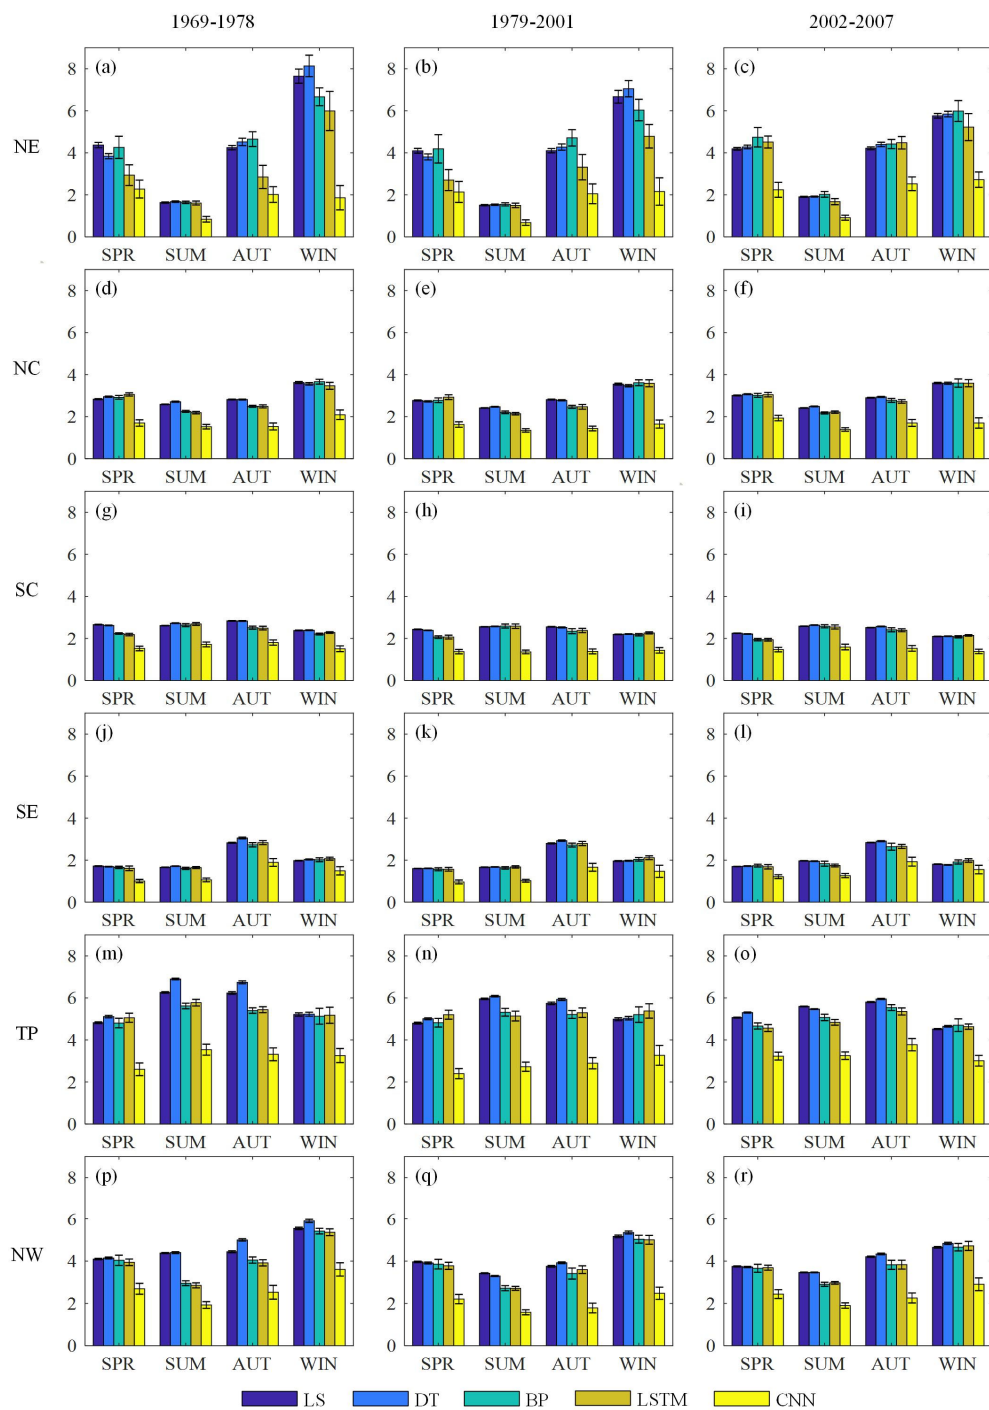 1969-1978 1979-2001 2002-2007
(a) (b) (c)
8 8 8
6 6 6
NE 4 4 4
2 2 2
0 0 0
SPR SUM AUT WIN SPR SUM AUT WIN SPR SUM AUT WIN
(d) (e) (f)
8 8 8
6 6 6
NC 4 4 4
2 2 2
0 0 0
SPR SUM AUT WIN SPR SUM AUT WIN SPR SUM AUT WIN
(g) (h) (i)
8 8 8
6 6 6
SC 4 4 4
2 2 2
0 0 0
SPR SUM AUT WIN SPR SUM AUT WIN SPR SUM AUT WIN
(j) (k) (l)
8 8 8
6 6 6
SE 4 4 4
2 2 2
0 0 0
SPR SUM AUT WIN SPR SUM AUT WIN SPR SUM AUT WIN
(m) (n) (o)
8 8 8
6 6 6
TP 4 4 4
2 2 2
0 0 0
SPR SUM AUT WIN SPR SUM AUT WIN SPR SUM AUT WIN
(p) (q) (r)
8 8 8
6 6 6
NW 4 4 4
2 2 2
0 0 0
SPR SUM AUT WIN SPR SUM AUT WIN SPR SUM AUT WIN
LS DT BP LSTM CNN